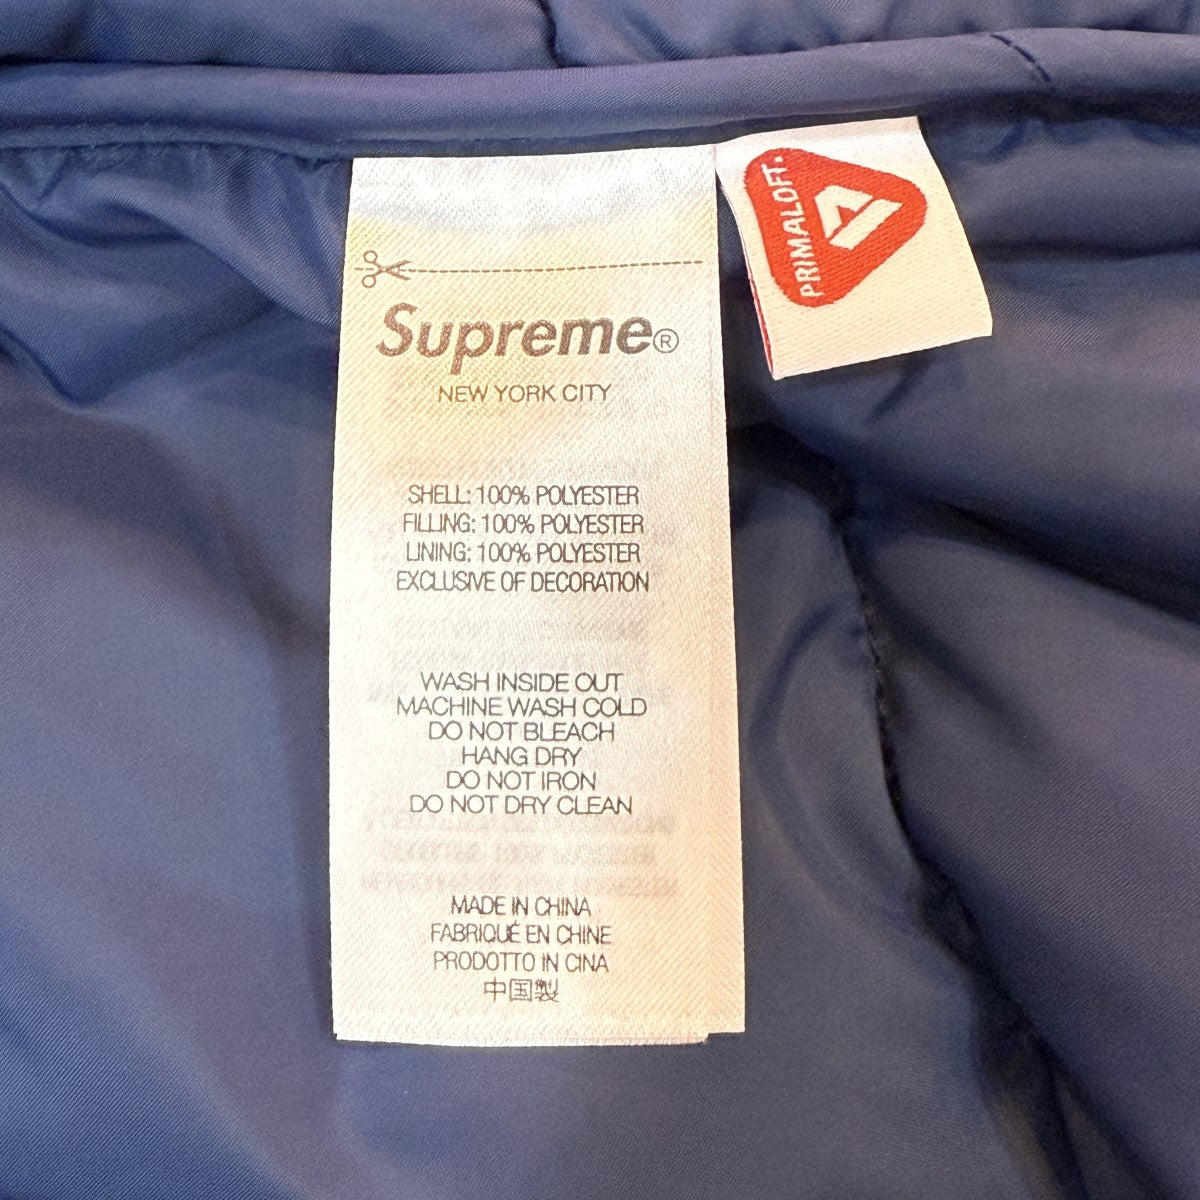 Supreme®
NEW YORK CITY
SHELL: 100% POLYESTER
FILLING: 100% POLYESTER
LINING: 100% POLYESTER
EXCLUSIVE OF DECORATION
WASH INSIDE OUT
MACHINE WASH COLD
DO NOT BLEACH
HANG DRY
DO NOT IRON
DO NOT DRY CLEAN
MADE IN CHINA
FABRIQUÉ EN CHINE
PRODOTTO IN CINA
中国製
PRIMALOFT.